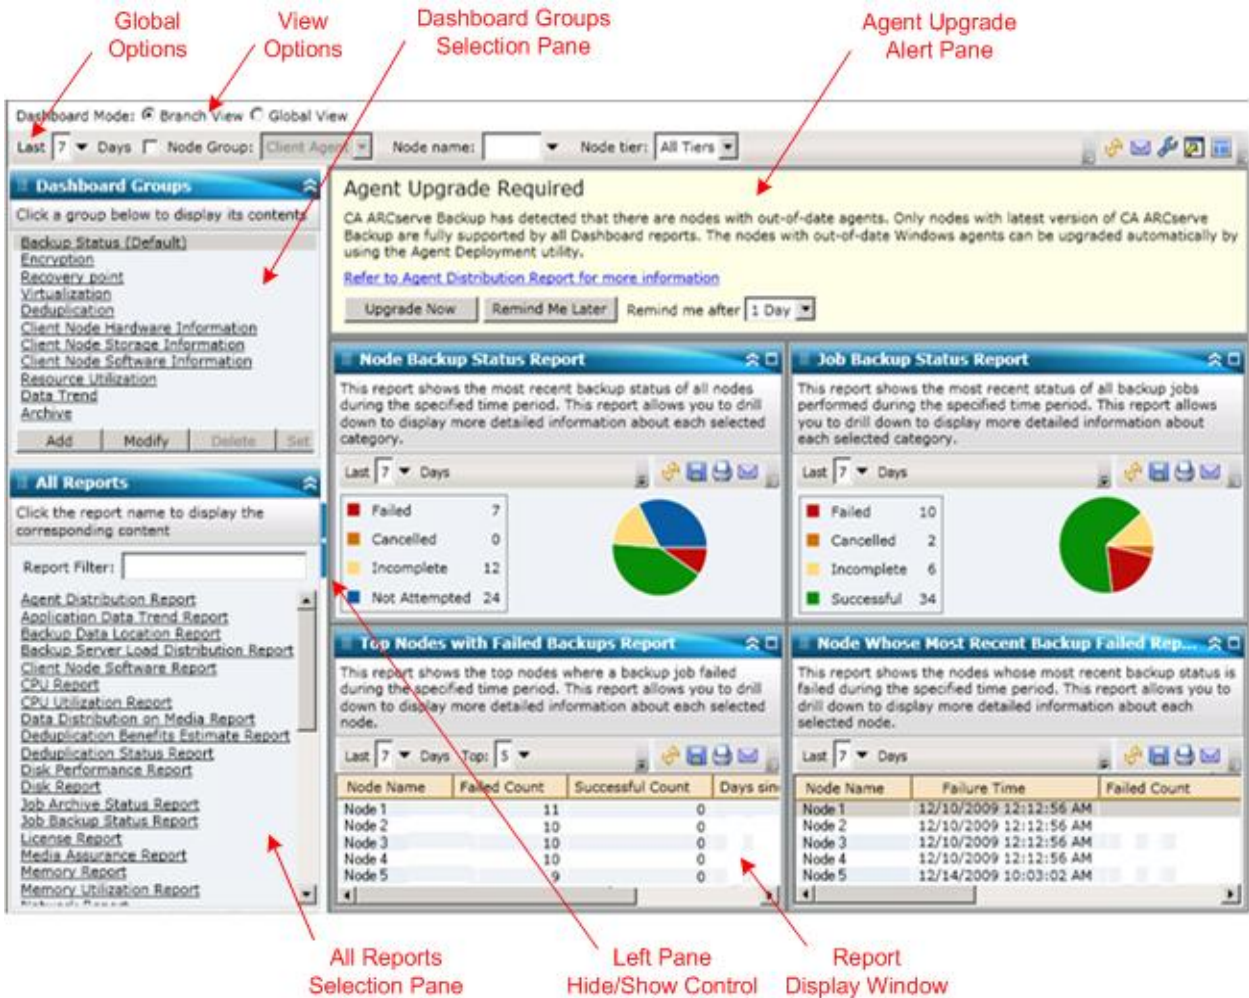 Global
Options
View
Options
Dashboard Groups
Selection Pane
Agent Upgrade
Alert Pane
Dashboard Mode: Branch View Global View
Last 7 Days Node Group: Client Agent Node name: Node tier: All Tiers
Dashboard Groups
Click a group below to display its contents
Backup Status (Default)
Encryption
Recovery point
Virtualization
Deduplication
Client Node Hardware Information
Client Node Storage Information
Client Node Software Information
Resource Utilization
Data Trend
Archive
Add Modify Delete Set
All Reports
Click the report name to display the
corresponding content
Report Filter:
Agent Distribution Report
Application Data Trend Report
Backup Data Location Report
Backup Server Load Distribution Report
Client Node Software Report
CPU Report
CPU Utilization Report
Data Distribution on Media Report
Deduplication Benefits Estimate Report
Deduplication Status Report
Disk Performance Report
Disk Report
Job Archive Status Report
Job Backup Status Report
License Report
Media Assurance Report
Memory Report
Memory Utilization Report
Agent Upgrade Required
CA ARCserve Backup has detected that there are nodes with out-of-date agents. Only nodes with latest version of CA ARCserve
Backup are fully supported by all Dashboard reports. The nodes with out-of-date Windows agents can be upgraded automatically by
using the Agent Deployment utility.
Refer to Agent Distribution Report for more information
Upgrade Now Remind Me Later Remind me after 1 Day
Node Backup Status Report
This report shows the most recent backup status of all nodes
during the specified time period. This report allows you to drill
down to display more detailed information about each selected
category.
Last 7 Days
Failed 7
Cancelled 0
Incomplete 12
Not Attempted 24
Job Backup Status Report
This report shows the most recent status of all backup jobs
performed during the specified time period. This report allows
you to drill down to display more detailed information about
each selected category.
Last 7 Days
Failed 10
Cancelled 2
Incomplete 6
Successful 34
Top Nodes with Failed Backups Report
This report shows the top nodes where a backup job failed
during the specified time period. This report allows you to drill
down to display more detailed information about each selected
node.
Last 7 Days Top: 5
Node Name Failed Count Successful Count Days sin
Node 1 11 0
Node 2 10 0
Node 3 10 0
Node 4 10 0
Node 5 9 0
Node Whose Most Recent Backup Failed Rep...
This report shows the nodes whose most recent backup status is
failed during the specified time period. This report allows you to
drill down to display more detailed information about each
selected node.
Last 7 Days
Node Name Failure Time Failed Count
Node 1 12/10/2009 12:12:56 AM
Node 2 12/10/2009 12:12:56 AM
Node 3 12/10/2009 12:12:56 AM
Node 4 12/10/2009 12:12:56 AM
Node 5 12/14/2009 10:03:02 AM
All Reports
Selection Pane
Left Pane
Hide/Show Control
Report
Display Window